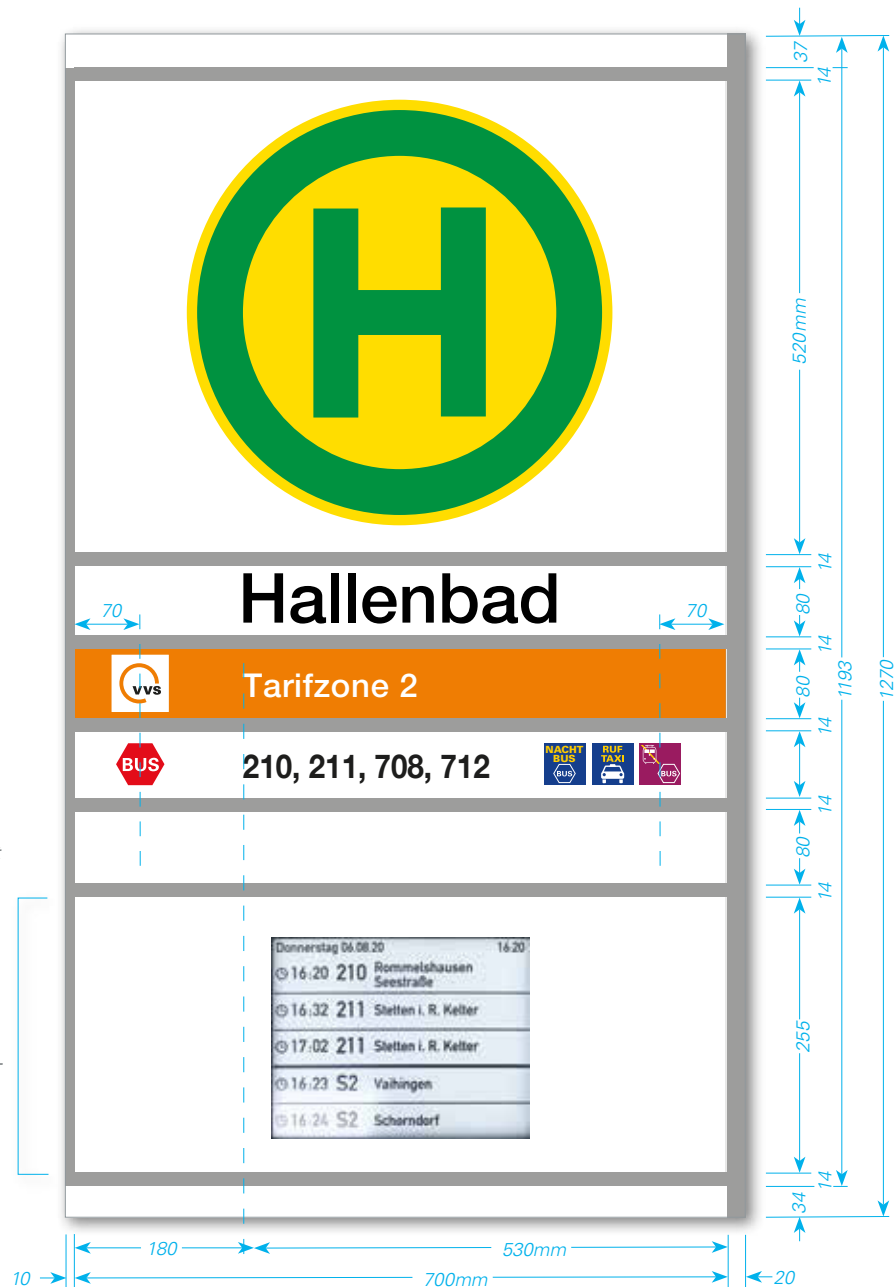 37
14
H
520mm
14
Hallenbad
70
70
80
14
vvs
Tarifzone 2
80
1193
1270
14
BUS
210, 211, 708, 712
NACHT
BUS
BUS
RUF
TAXI
BUS
14
80
14
Donnerstag 06.08.20 16:20
16:20 210 Rommelshausen
Seestraße
16:32 211 Stetten i. R. Kelter
17:02 211 Stetten i. R. Kelter
16:23 S2 Vaihingen
16:24 S2 Schorndorf
255
14
34
180
530mm
10
700mm
20